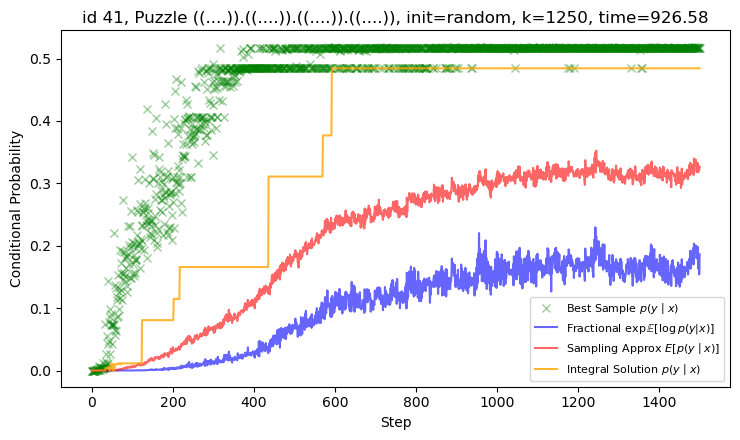 id 41, Puzzle ((....)).((....)).((....)).((....)), init=random, k=1250, time=926.58
Conditional Probability
0.5
0.4
0.3
0.2
0.1
0.0
Best Sample p(y | x)
Fractional exp𝔼[log p(y|x)]
Sampling Approx E[p(y | x)]
Integral Solution p(y | x)
0 200 400 600 800 1000 1200 1400
Step